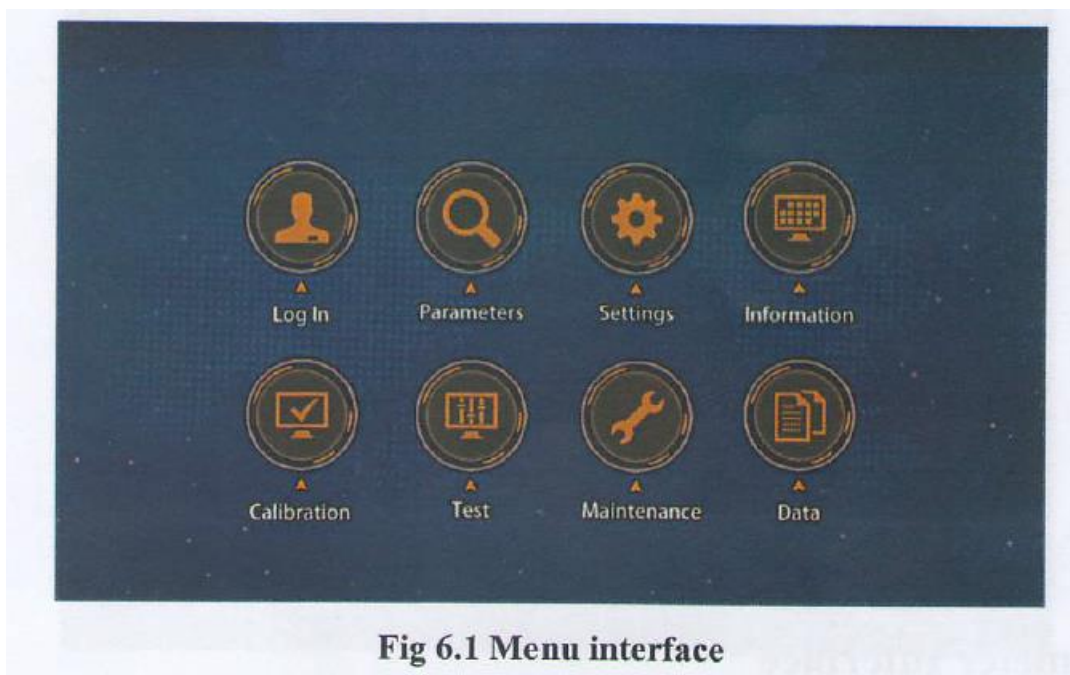 Log In Parameters Settings Information
Calibration Test Maintenance Data
Fig 6.1 Menu interface